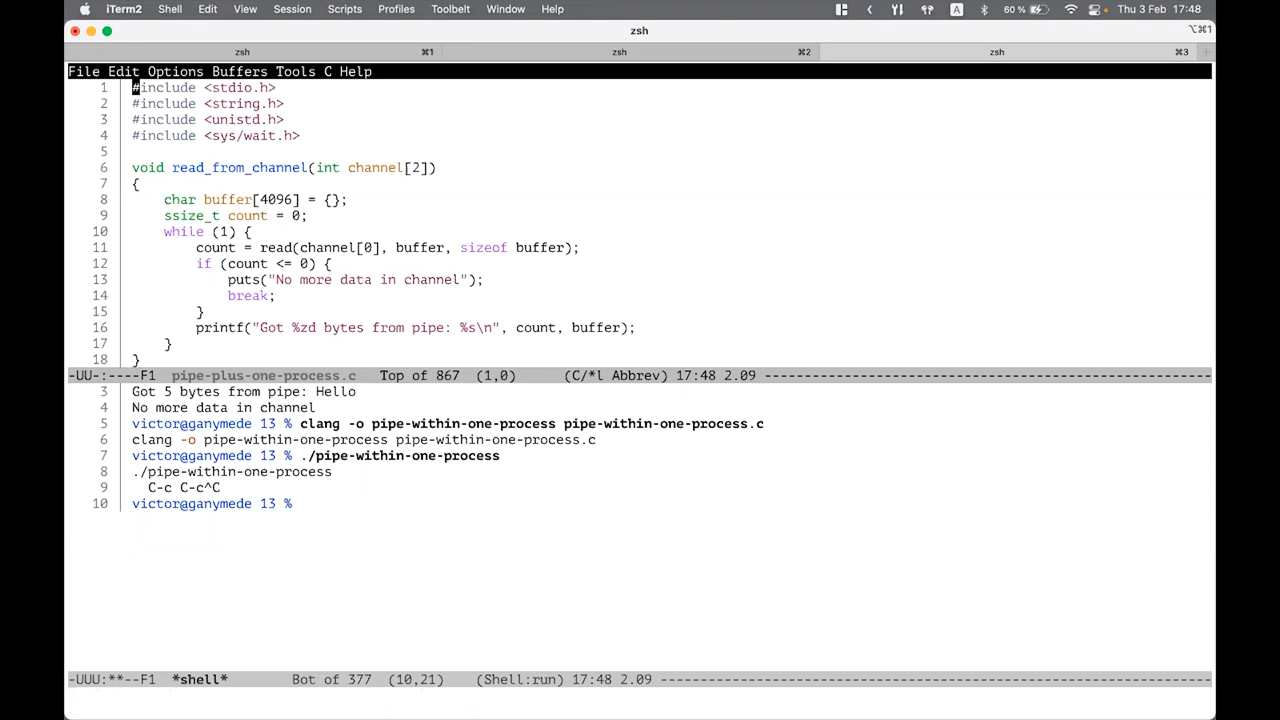 iTerm2 Shell Edit View Session Scripts Profiles Toolbelt Window Help A 60 % Thu 3 Feb 17:48
zsh ⌥⌘1
zsh ⌘1 zsh ⌘2 zsh ⌘3 +
File Edit Options Buffers Tools C Help
1 #include <stdio.h>
2 #include <string.h>
3 #include <unistd.h>
4 #include <sys/wait.h>
5
6 void read_from_channel(int channel[2])
7 {
8     char buffer[4096] = {};
9     ssize_t count = 0;
10     while (1) {
11         count = read(channel[0], buffer, sizeof buffer);
12         if (count <= 0) {
13             puts("No more data in channel");
14             break;
15         }
16         printf("Got %zd bytes from pipe: %s\n", count, buffer);
17     }
18 }
-UU-:----F1  pipe-plus-one-process.c   Top of 867  (1,0)      (C/*l Abbrev) 17:48 2.09 --------------------------------------------------------
3 Got 5 bytes from pipe: Hello
4 No more data in channel
5 victor@ganymede 13 % clang -o pipe-within-one-process pipe-within-one-process.c
6 clang -o pipe-within-one-process pipe-within-one-process.c
7 victor@ganymede 13 % ./pipe-within-one-process
8 ./pipe-within-one-process
9   C-c C-c^C
10 victor@ganymede 13 %
-UUU:**--F1  *shell*        Bot of 377  (10,21)    (Shell:run) 17:48 2.09 ---------------------------------------------------------------------